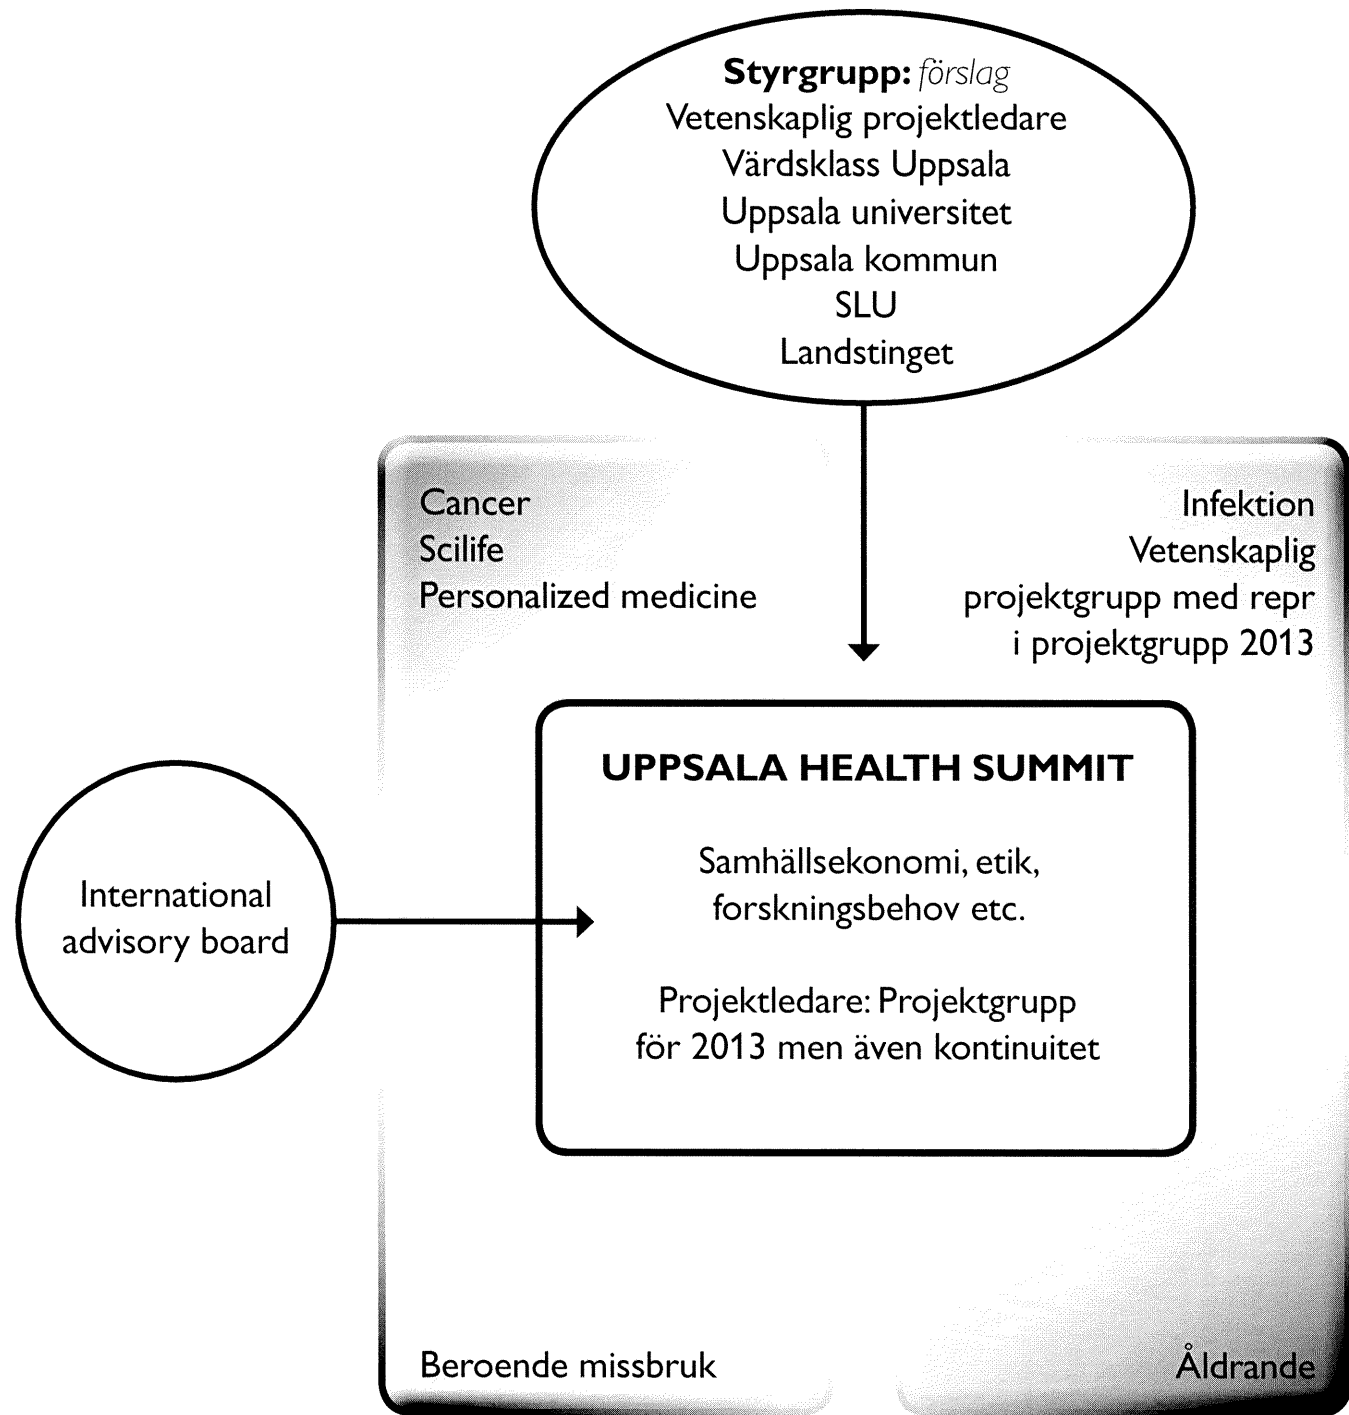 Styrgrupp: förslag
Vetenskaplig projektledare
Värdsklass Uppsala
Uppsala universitet
Uppsala kommun
SLU
Landstinget
Cancer
Scilife
Personalized medicine
Infektion
Vetenskaplig
projektgrupp med repr
i projektgrupp 2013
UPPSALA HEALTH SUMMIT
Samhällsekonomi, etik,
forskningsbehov etc.
Projektledare: Projektgrupp
för 2013 men även kontinuitet
International
advisory board
Beroende missbruk
Åldrande